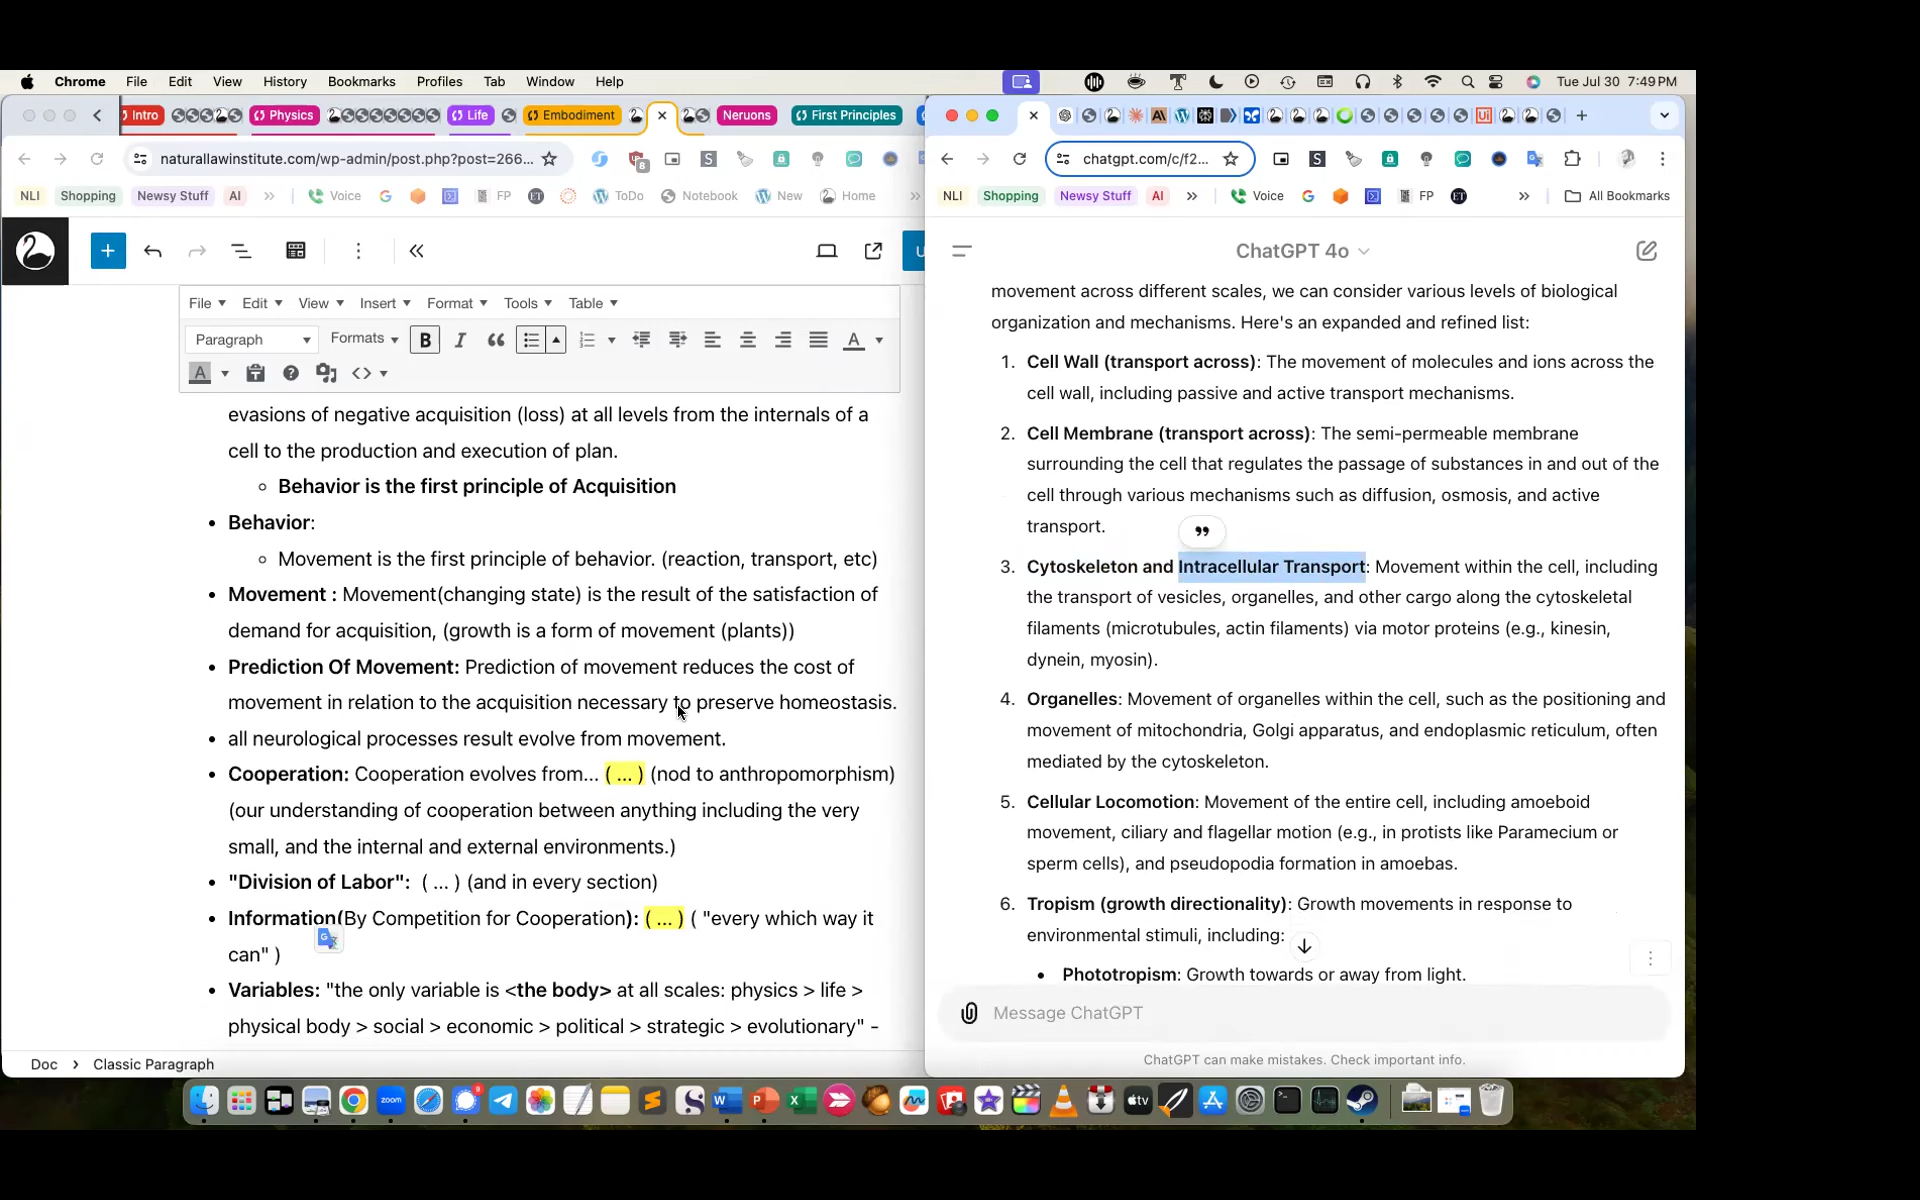 Chrome File Edit View History Bookmarks Profiles Tab Window Help Tue Jul 30 7:49 PM
Intro Physics Life Embodiment Neruons First Principles
naturallawinstitute.com/wp-admin/post.php?post=266...
8
NLI Shopping Newsy Stuff AI Voice G FP ET ToDo Notebook New Home
File Edit View Insert Format Tools Table
Paragraph Formats B I A
A
evasions of negative acquisition (loss) at all levels from the internals of a
cell to the production and execution of plan.
Behavior is the first principle of Acquisition
Behavior:
Movement is the first principle of behavior. (reaction, transport, etc)
Movement : Movement(changing state) is the result of the satisfaction of
demand for acquisition, (growth is a form of movement (plants))
Prediction Of Movement: Prediction of movement reduces the cost of
movement in relation to the acquisition necessary to preserve homeostasis.
all neurological processes result evolve from movement.
Cooperation: Cooperation evolves from... ( ... ) (nod to anthropomorphism)
(our understanding of cooperation between anything including the very
small, and the internal and external environments.)
"Division of Labor": ( ... ) (and in every section)
Information(By Competition for Cooperation): ( ... ) ( "every which way it
can" )
Variables: "the only variable is <the body> at all scales: physics > life >
physical body > social > economic > political > strategic > evolutionary" -
Doc Classic Paragraph
chatgpt.com/c/f2...
NLI Shopping Newsy Stuff AI Voice G FP ET All Bookmarks
ChatGPT 4o
movement across different scales, we can consider various levels of biological
organization and mechanisms. Here's an expanded and refined list:
1. Cell Wall (transport across): The movement of molecules and ions across the
cell wall, including passive and active transport mechanisms.
2. Cell Membrane (transport across): The semi-permeable membrane
surrounding the cell that regulates the passage of substances in and out of the
cell through various mechanisms such as diffusion, osmosis, and active
transport.
3. Cytoskeleton and Intracellular Transport: Movement within the cell, including
the transport of vesicles, organelles, and other cargo along the cytoskeletal
filaments (microtubules, actin filaments) via motor proteins (e.g., kinesin,
dynein, myosin).
4. Organelles: Movement of organelles within the cell, such as the positioning and
movement of mitochondria, Golgi apparatus, and endoplasmic reticulum, often
mediated by the cytoskeleton.
5. Cellular Locomotion: Movement of the entire cell, including amoeboid
movement, ciliary and flagellar motion (e.g., in protists like Paramecium or
sperm cells), and pseudopodia formation in amoebas.
6. Tropism (growth directionality): Growth movements in response to
environmental stimuli, including:
Phototropism: Growth towards or away from light.
Message ChatGPT
ChatGPT can make mistakes. Check important info.
zoom tv